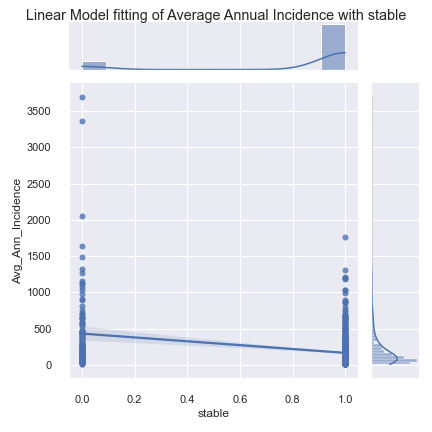 Linear Model fitting of Average Annual Incidence with stable
3500
3000
2500
2000
1500
1000
500
0
Avg_Ann_Incidence
0.0 0.2 0.4 0.6 0.8 1.0
stable